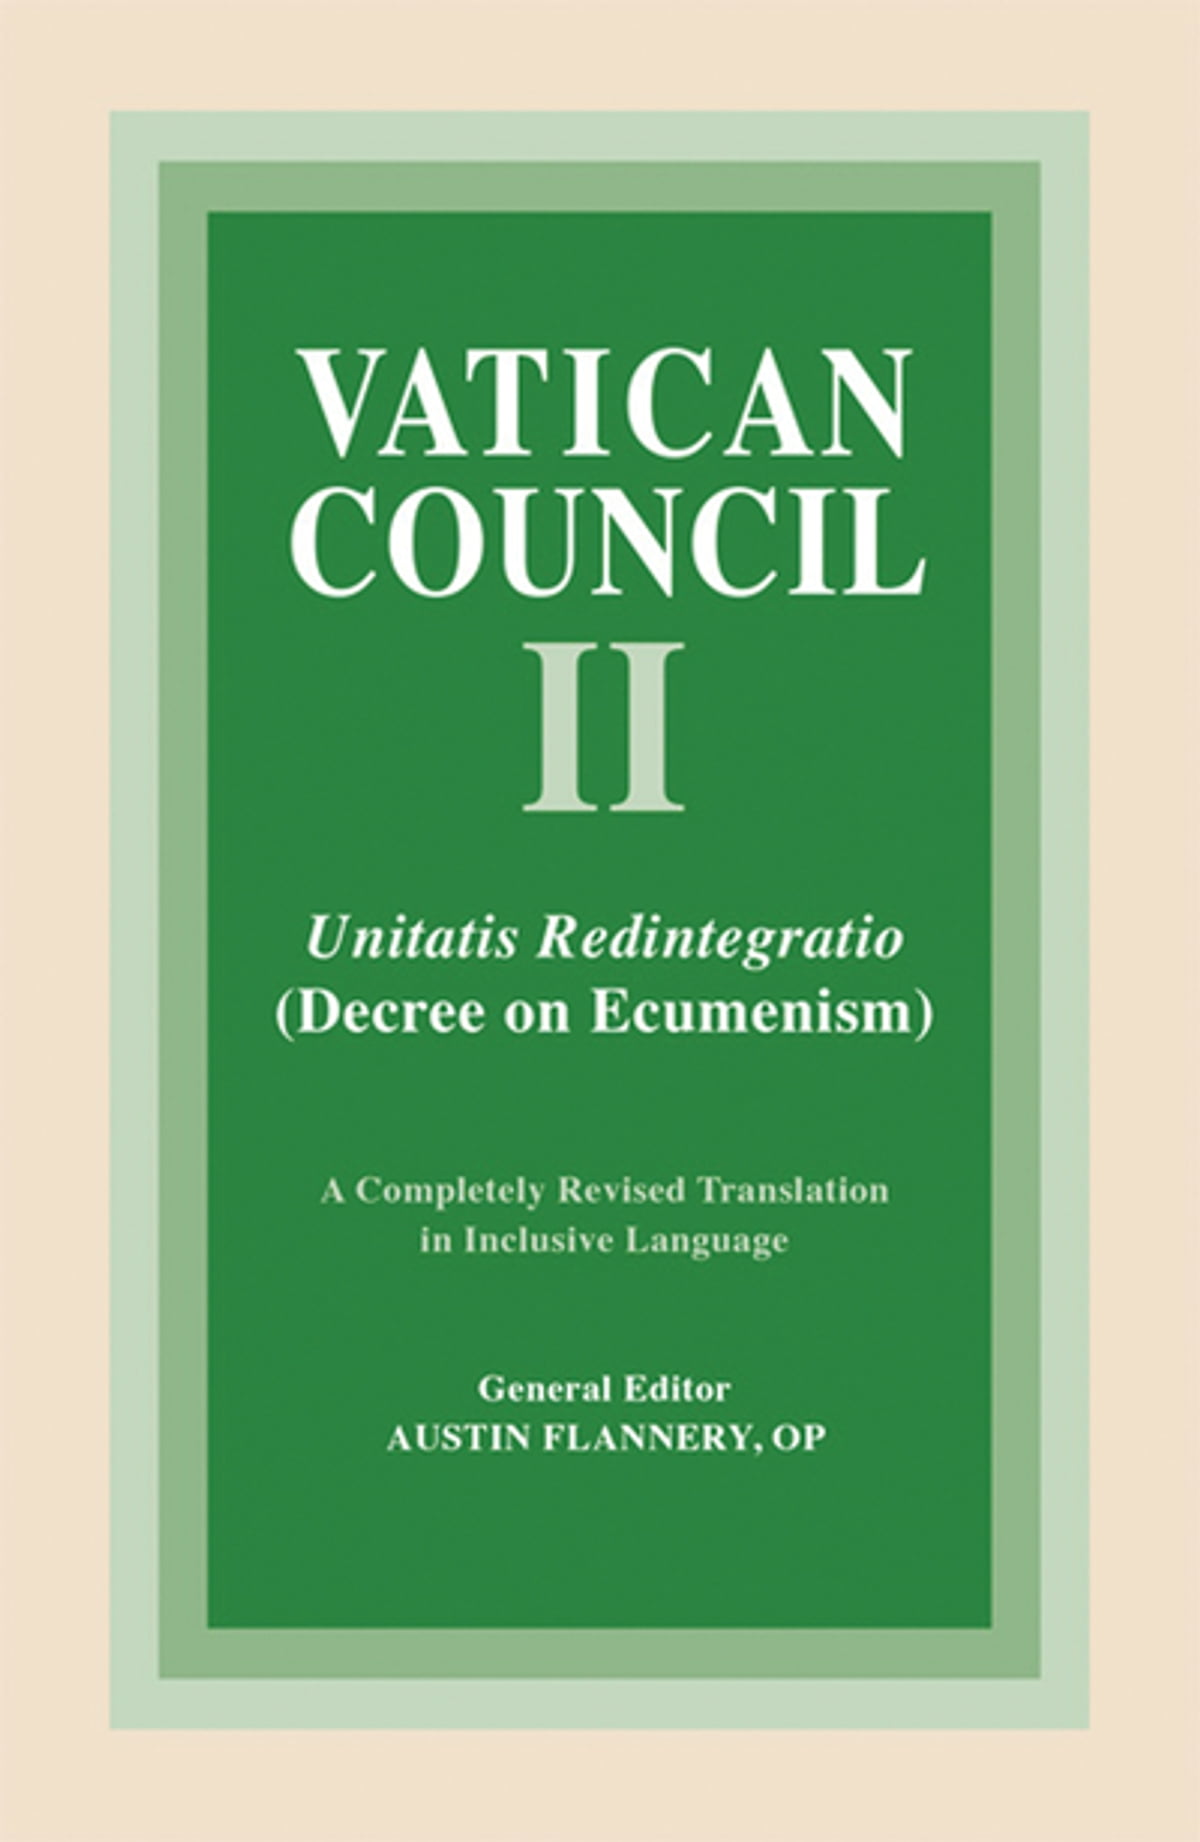 VATICAN
COUNCIL
II
Unitatis Redintegratio
(Decree on Ecumenism)
A Completely Revised Translation
in Inclusive Language
General Editor
AUSTIN FLANNERY, OP